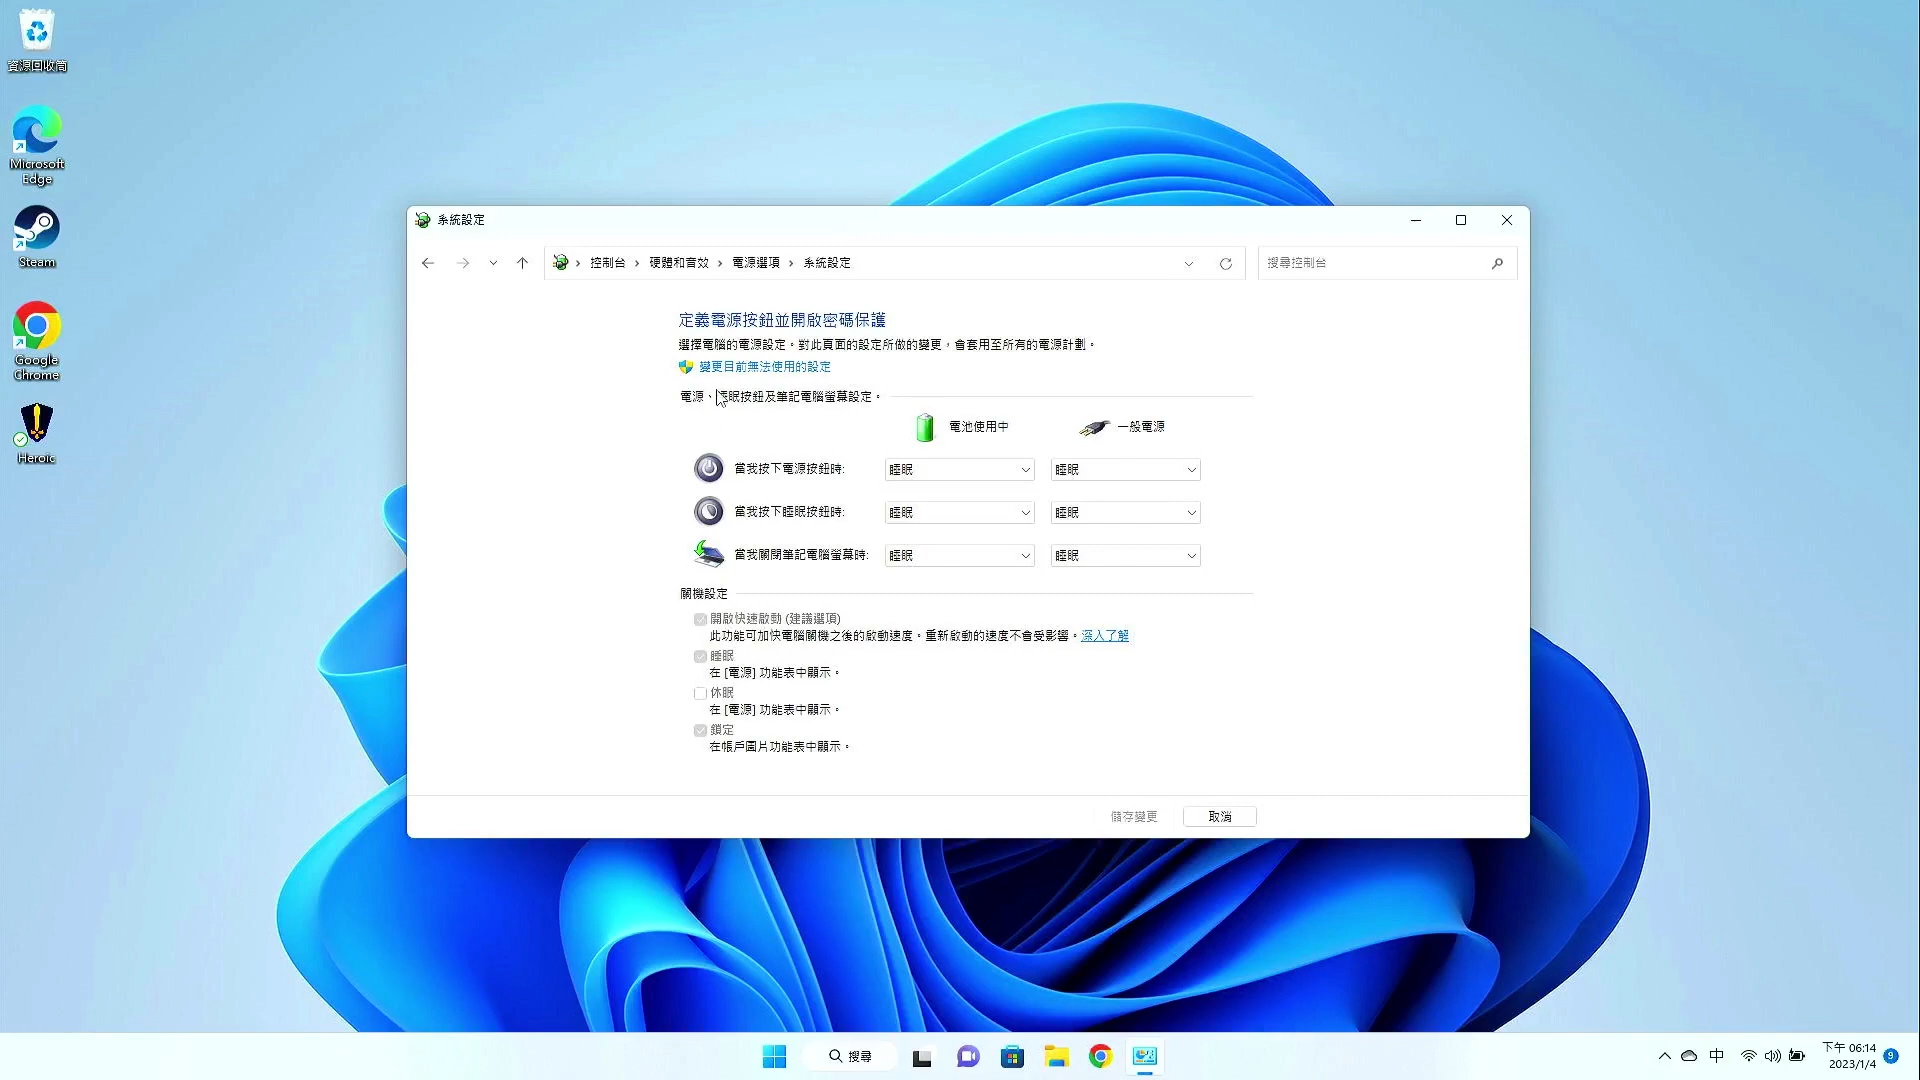 資源回收筒
Microsoft
Edge
Steam
Google
Chrome
Heroic
系統設定
控制台 › 硬體和音效 › 電源選項 › 系統設定
搜尋控制台
定義電源按鈕並開啟密碼保護
選擇電腦的電源設定。對此頁面的設定所做的變更，會套用至所有的電源計劃。
變更目前無法使用的設定
電源、眠按鈕及筆記電腦螢幕設定。
電池使用中
一般電源
當我按下電源按鈕時: 睡眠 睡眠
當我按下睡眠按鈕時: 睡眠 睡眠
當我關閉筆記電腦螢幕時: 睡眠 睡眠
關機設定
開啟快速啟動 (建議選項)
此功能可加快電腦關機之後的啟動速度。重新啟動的速度不會受影響。深入了解
睡眠
在 [電源] 功能表中顯示。
休眠
在 [電源] 功能表中顯示。
鎖定
在帳戶圖片功能表中顯示。
儲存變更
取消
搜尋
中
下午 06:14
2023/1/4
9